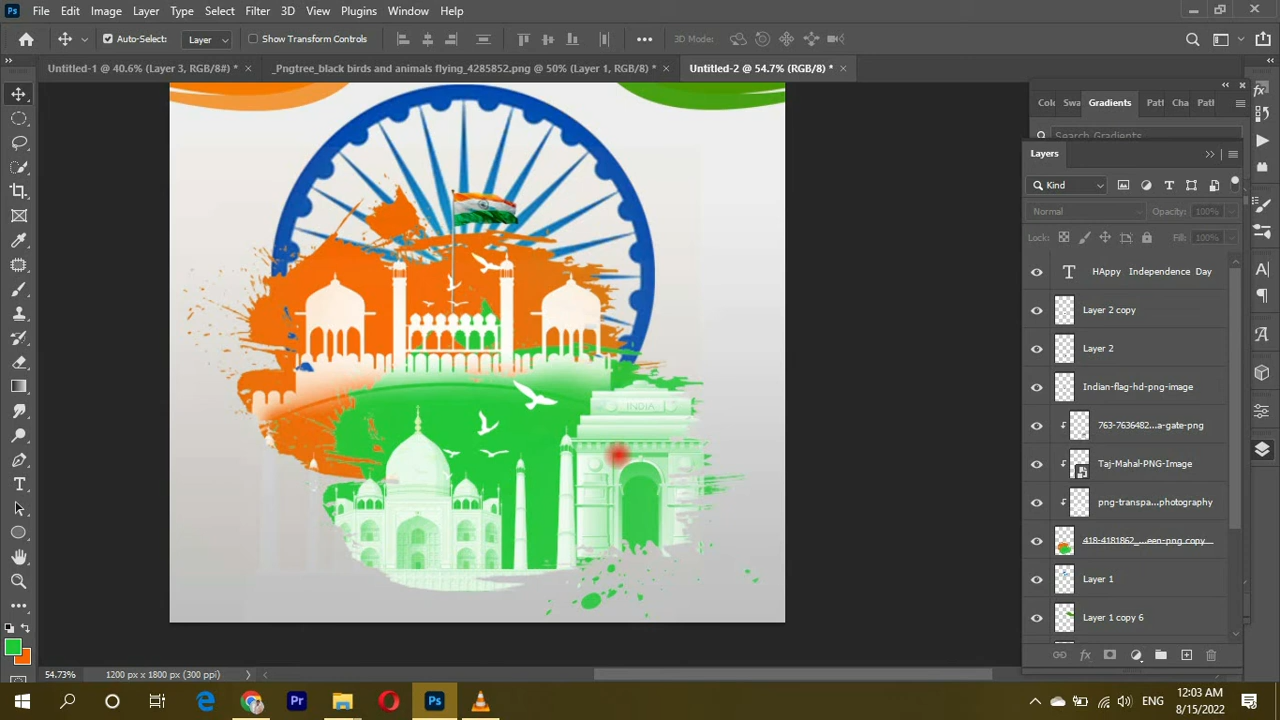 Ps File Edit Image Layer Type Select Filter 3D View Plugins Window Help
Auto-Select: Layer Show Transform Controls 3D Mode:
Untitled-1 @ 40.6% (Layer 3, RGB/8#) * × _Pngtree_black birds and animals flying_4285852.png @ 50% (Layer 1, RGB/8*) * × Untitled-2 @ 54.7% (RGB/8*) * ×
Swa Gradients Cha
Search Gradients
Layers
Kind
Normal Opacity: 100%
Lock: Fill: 100%
HAppy Independence Day
Layer 2 copy
Layer 2
Indian-flag-hd-png-image
763-7636482...a-gate-png
Taj-Mahal-PNG-Image
png-transpa...photography
418-4181862_...een-png copy
Layer 1
Layer 1 copy 6
INDIA
54.73% 1200 px x 1800 px (300 ppi)
Pr Ps
ENG 12:03 AM
8/15/2022